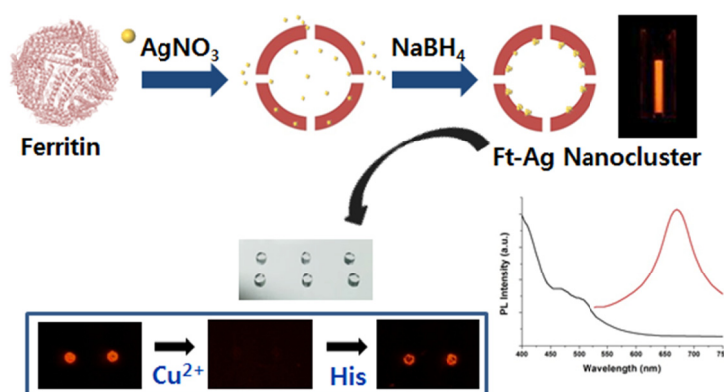 AgNO3
NaBH4
Ferritin
Ft-Ag Nanocluster
Cu2+
His
PL Intensity (a.u.)
400 450 500 550 600 650 700
Wavelength (nm)